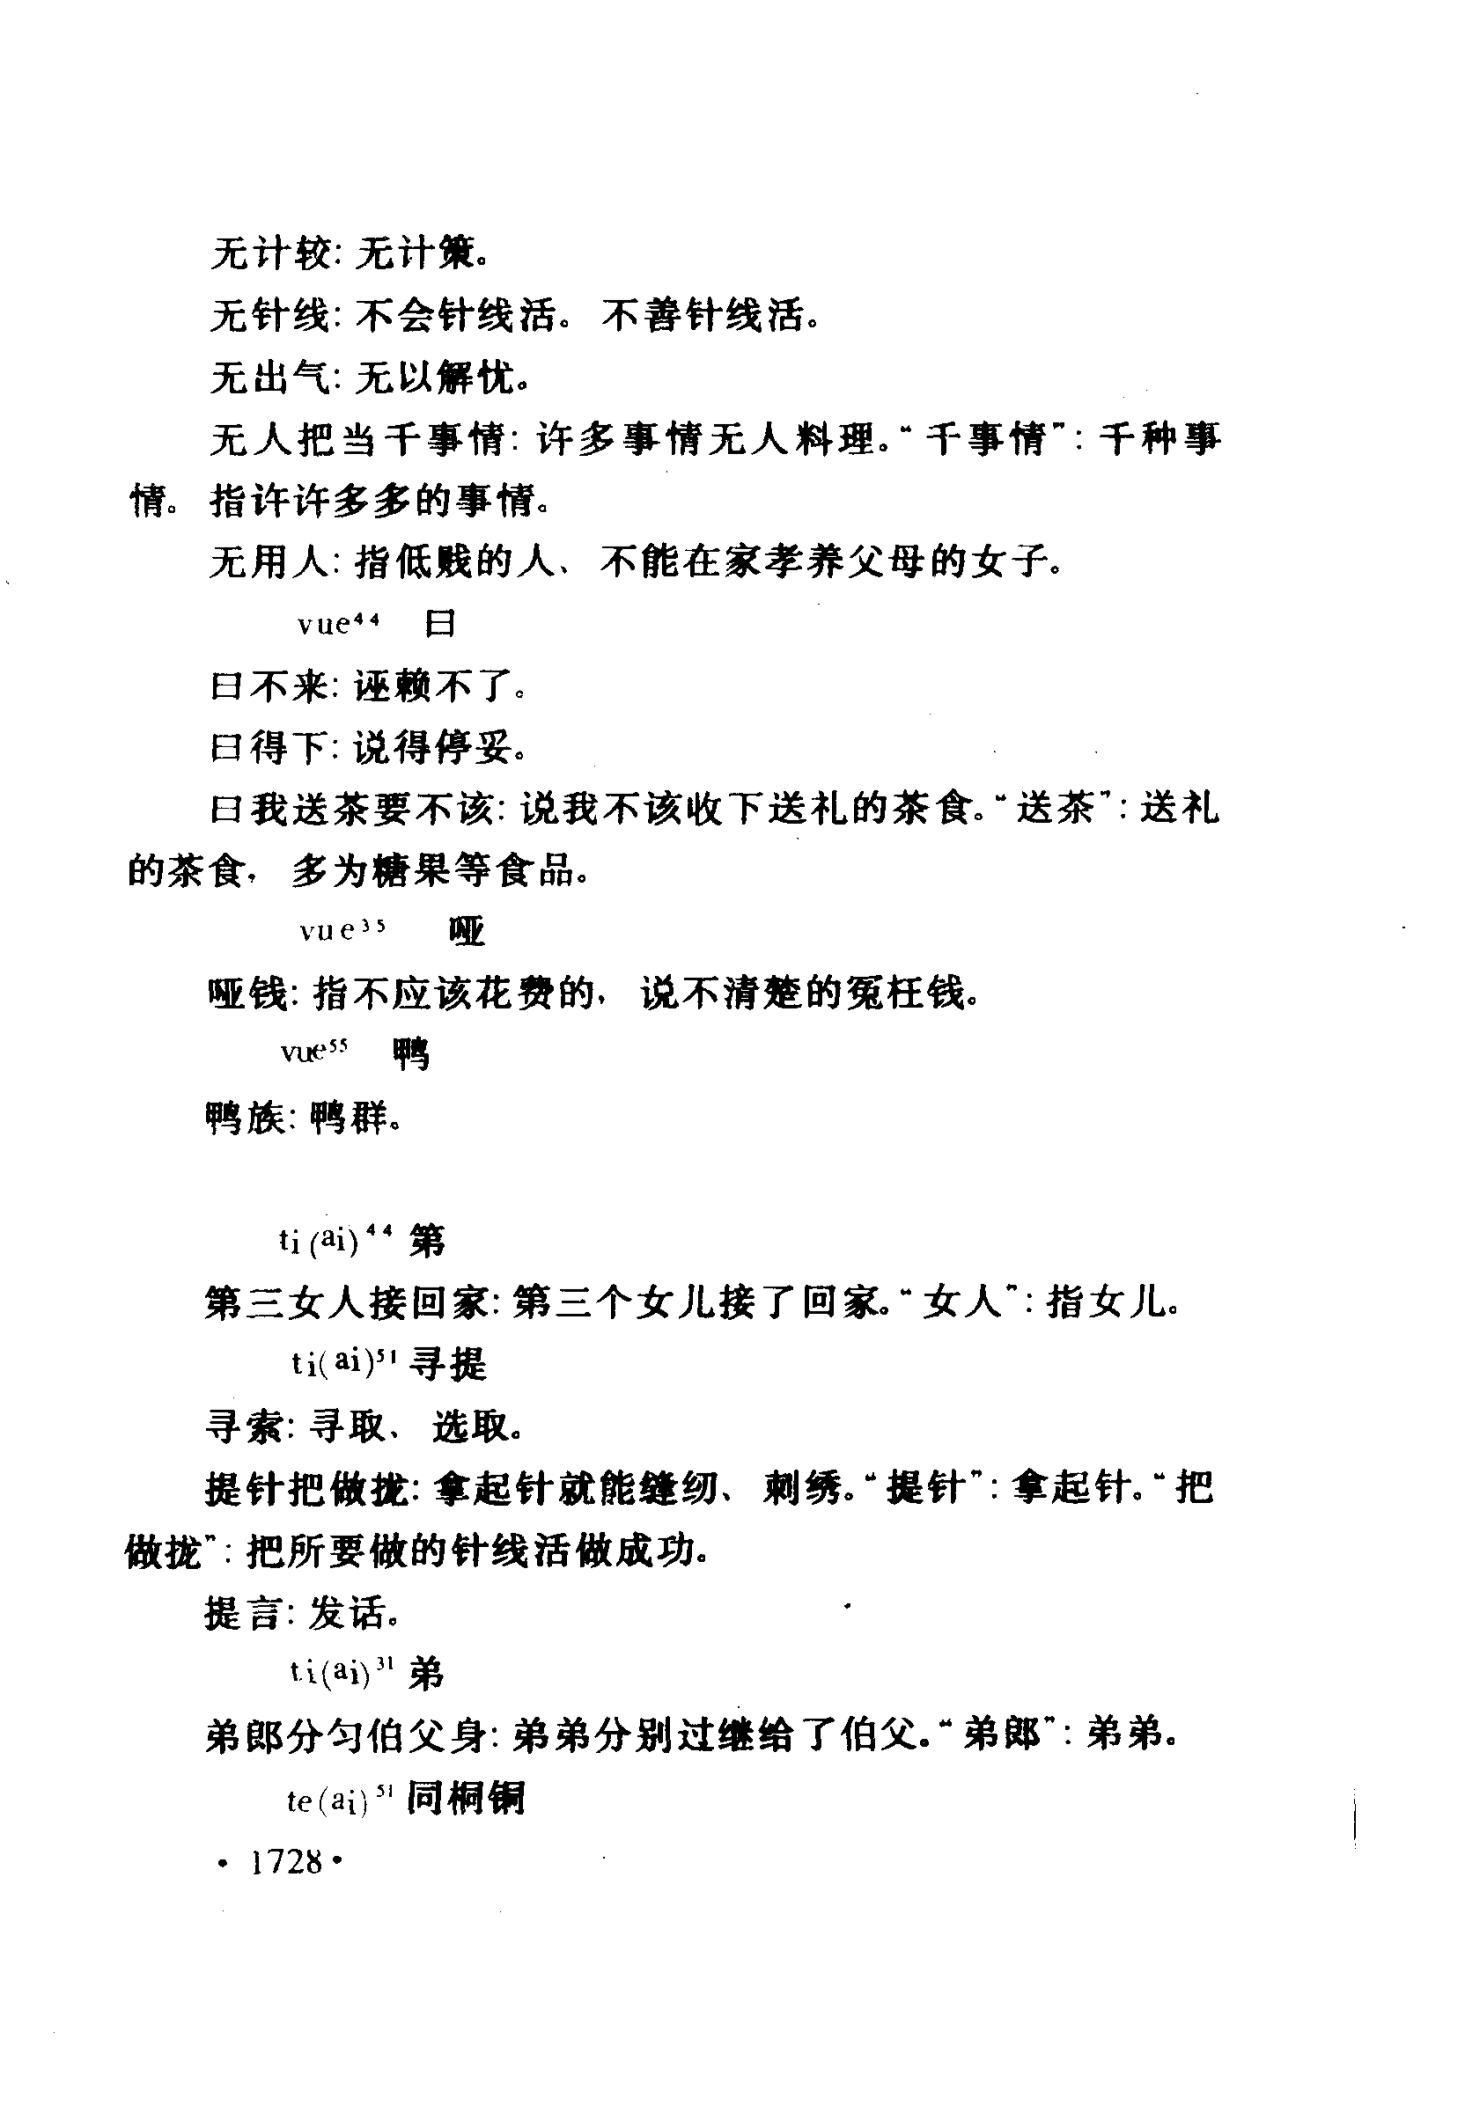 无计较：无计策。
无针线：不会针线活。不善针线活。
无出气：无以解忧。
无人把当千事情：许多事情无人料理。“千事情”：千种事
情。指许许多多的事情。
无用人：指低贱的人、不能在家孝养父母的女子。
vue⁴⁴ 曰
曰不来：诬赖不了。
曰得下：说得停妥。
曰我送茶要不该：说我不该收下送礼的茶食。“送茶”：送礼
的茶食，多为糖果等食品。
vue³⁵ 哑
哑钱：指不应该花费的，说不清楚的冤枉钱。
vue⁵⁵ 鸭
鸭族：鸭群。
ti(ai)⁴⁴ 第
第三女人接回家：第三个女儿接了回家。“女人”：指女儿。
ti(ai)⁵¹ 寻提
寻索：寻取、选取。
提针把做拢：拿起针就能缝纫、刺绣。“提针”：拿起针。“把
做拢”：把所要做的针线活做成功。
提言：发话。
ti(ai)³¹ 弟
弟郎分匀伯父身：弟弟分别过继给了伯父。“弟郎”：弟弟。
te(ai)⁵¹ 同桐铜
·1728·